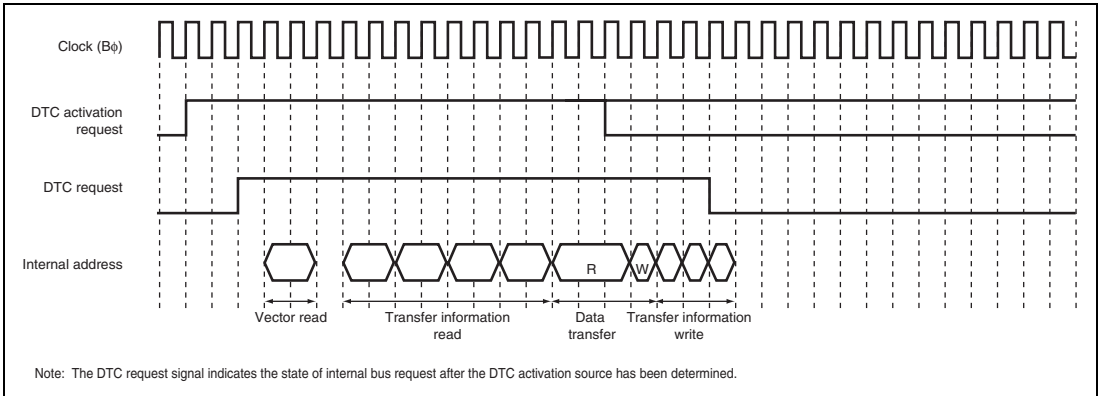 Clock (Bφ)
DTC activation
request
DTC request
Internal address
R
W
Vector read
Transfer information
read
Data
transfer
Transfer information
write
Note: The DTC request signal indicates the state of internal bus request after the DTC activation source has been determined.